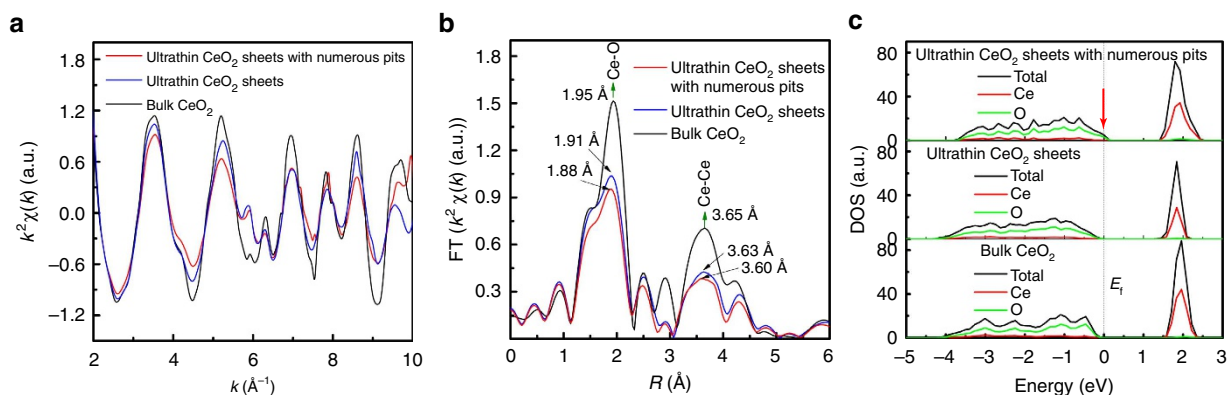 a
k²χ(k) (a.u.)
1.2
0.6
0.0
−0.6
−1.2
Ultrathin CeO₂ sheets with numerous pits
Ultrathin CeO₂ sheets
Bulk CeO₂
2
4
6
8
10
k (Å⁻¹)
b
FT (k² χ(k) (a.u.))
1.8
1.5
1.2
0.9
0.6
0.3
Ce-O
1.95 Å
1.91 Å
1.88 Å
Ultrathin CeO₂ sheets
with numerous pits
Ultrathin CeO₂ sheets
Bulk CeO₂
Ce-Ce
3.65 Å
3.63 Å
3.60 Å
0
1
2
3
4
5
6
R (Å)
c
DOS (a.u.)
80
40
0
Ultrathin CeO₂ sheets with numerous pits
Total
Ce
O
80
40
0
Ultrathin CeO₂ sheets
Total
Ce
O
80
40
0
Bulk CeO₂
Total
Ce
O
E_f
−5
−4
−3
−2
−1
0
1
2
3
Energy (eV)